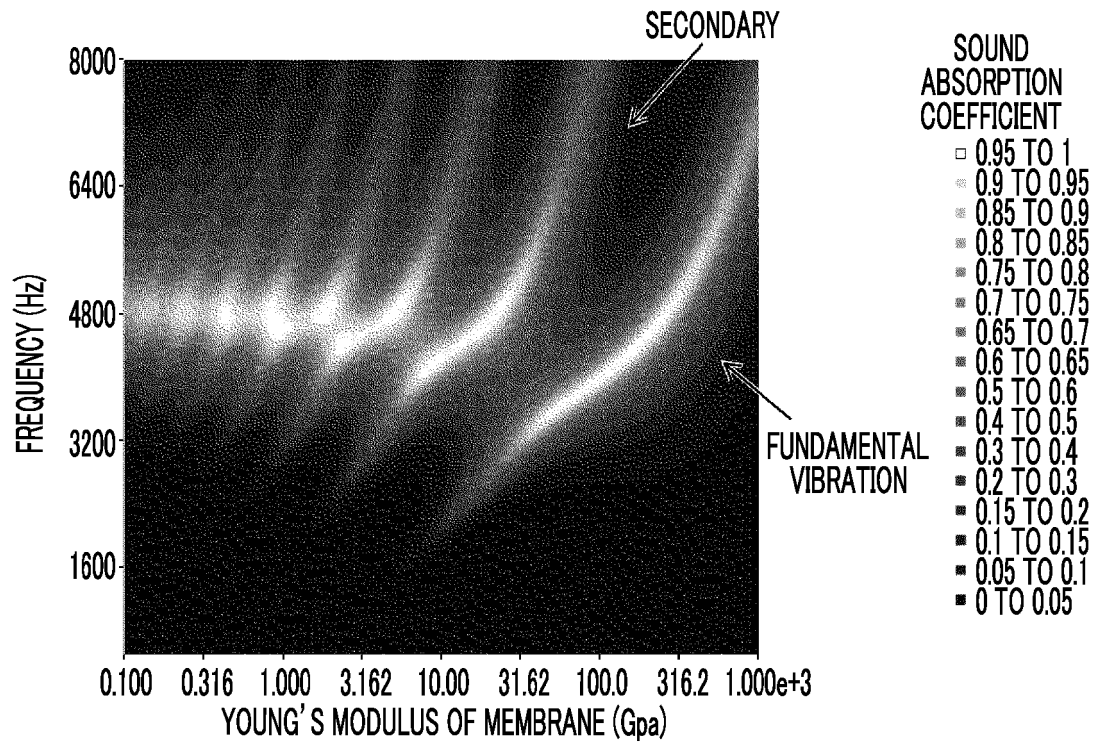 SECONDARY
8000
6400
4800
3200
1600
FREQUENCY (Hz)
0.100 0.316 1.000 3.162 10.00 31.62 100.0 316.2 1.000e+3
YOUNG'S MODULUS OF MEMBRANE (Gpa)
FUNDAMENTAL
VIBRATION
SOUND
ABSORPTION
COEFFICIENT
0.95 TO 1
0.9 TO 0.95
0.85 TO 0.9
0.8 TO 0.85
0.75 TO 0.8
0.7 TO 0.75
0.65 TO 0.7
0.6 TO 0.65
0.5 TO 0.6
0.4 TO 0.5
0.3 TO 0.4
0.2 TO 0.3
0.15 TO 0.2
0.1 TO 0.15
0.05 TO 0.1
0 TO 0.05